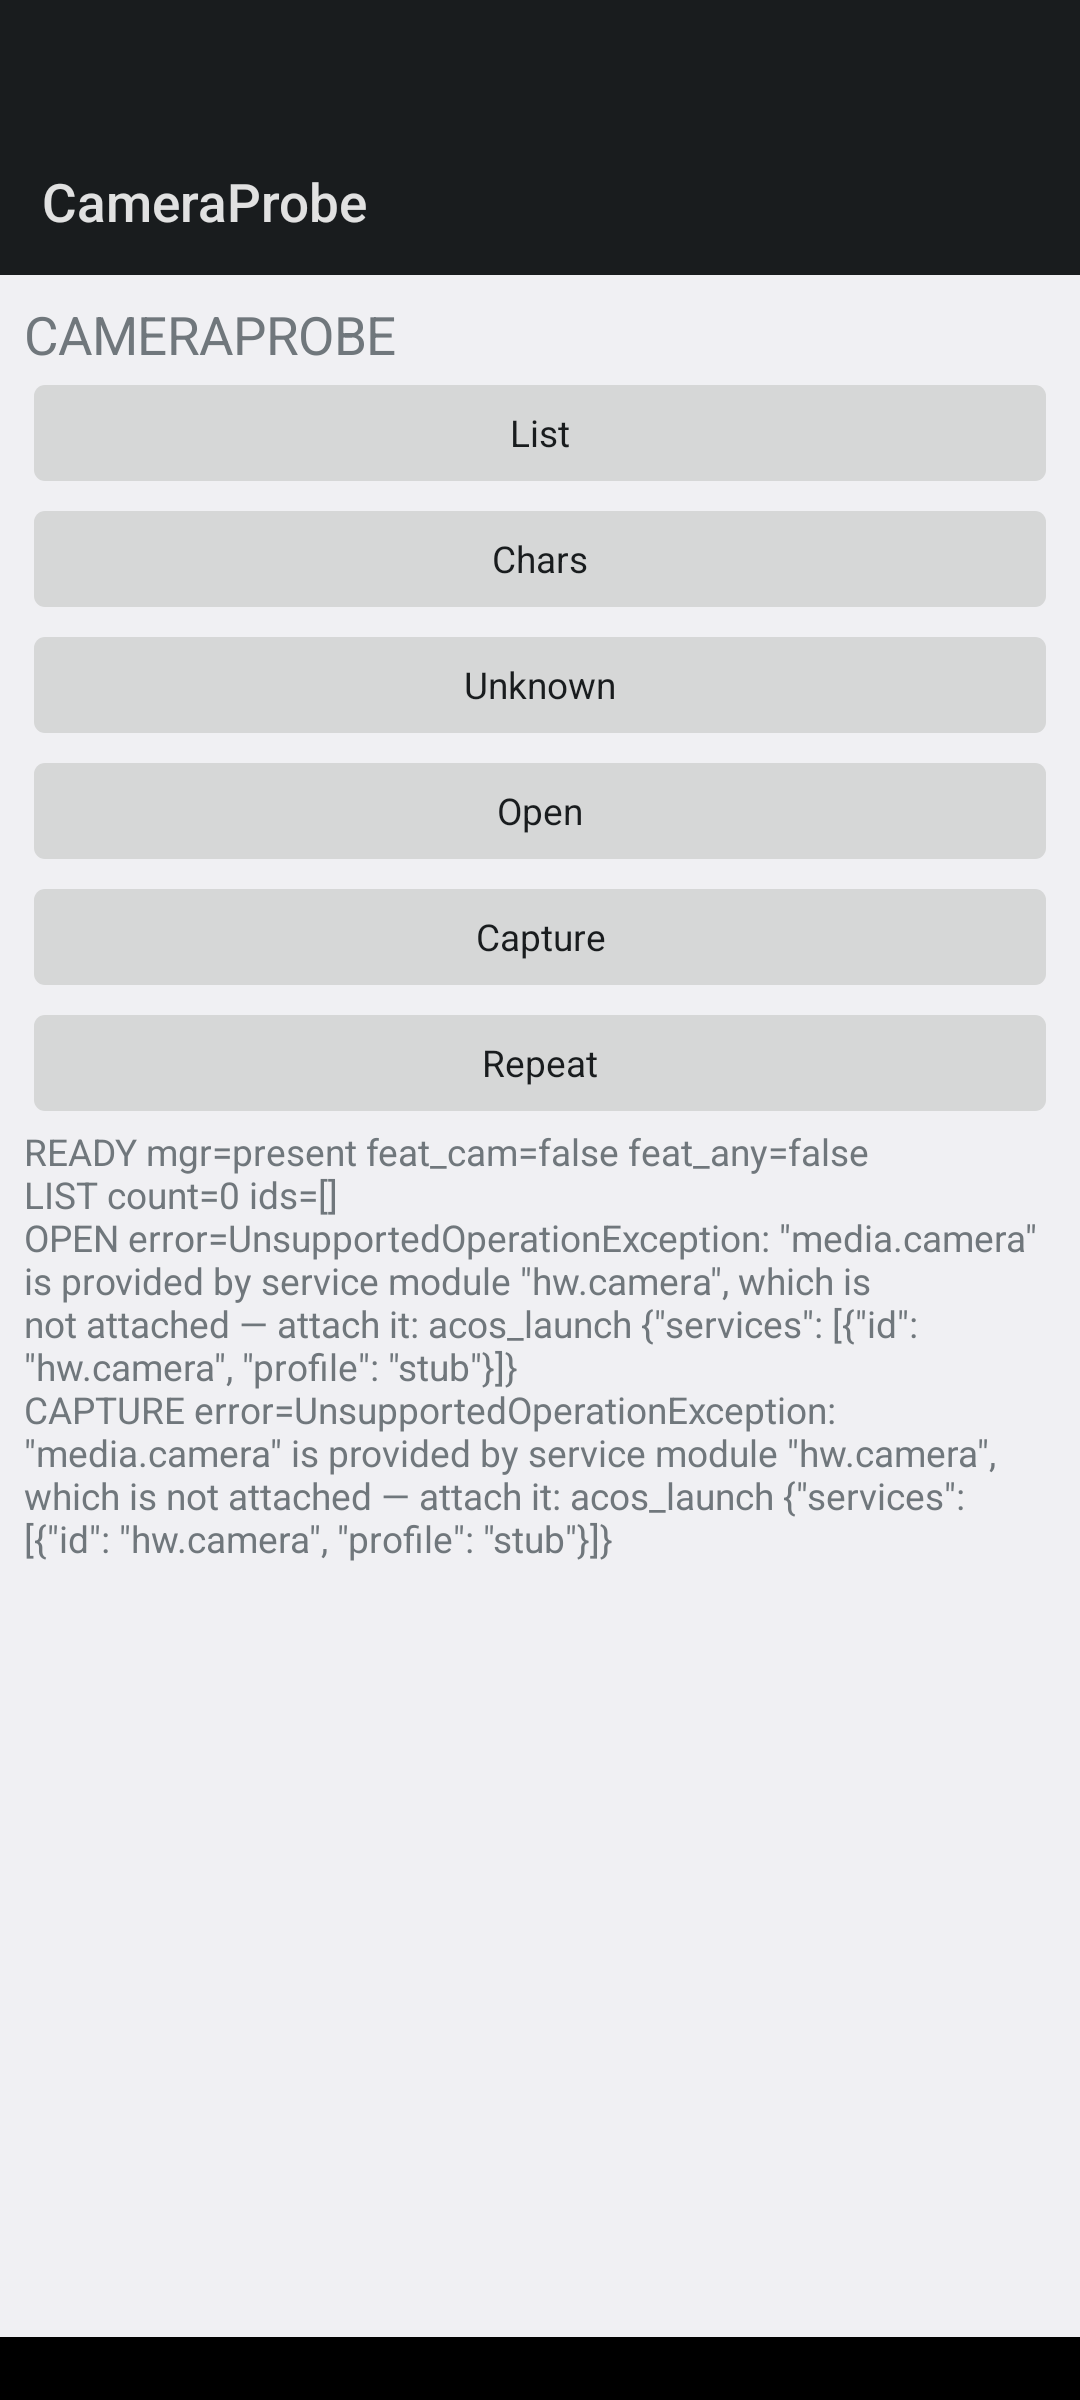 CameraProbe
CAMERAPROBE
List
Chars
Unknown
Open
Capture
Repeat
READY mgr=present feat_cam=false feat_any=false
LIST count=0 ids=[]
OPEN error=UnsupportedOperationException: "media.camera"
is provided by service module "hw.camera", which is
not attached — attach it: acos_launch {"services": [{"id":
"hw.camera", "profile": "stub"}]}
CAPTURE error=UnsupportedOperationException:
"media.camera" is provided by service module "hw.camera",
which is not attached — attach it: acos_launch {"services":
[{"id": "hw.camera", "profile": "stub"}]}